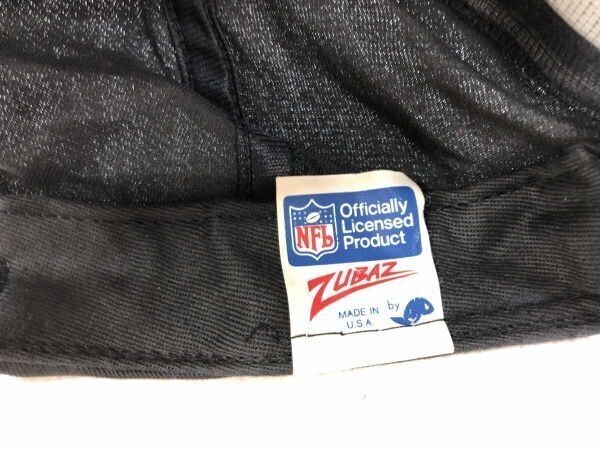 NFL
Officially
Licensed
Product
ZUBAZ
MADE IN
U.S.A.
by